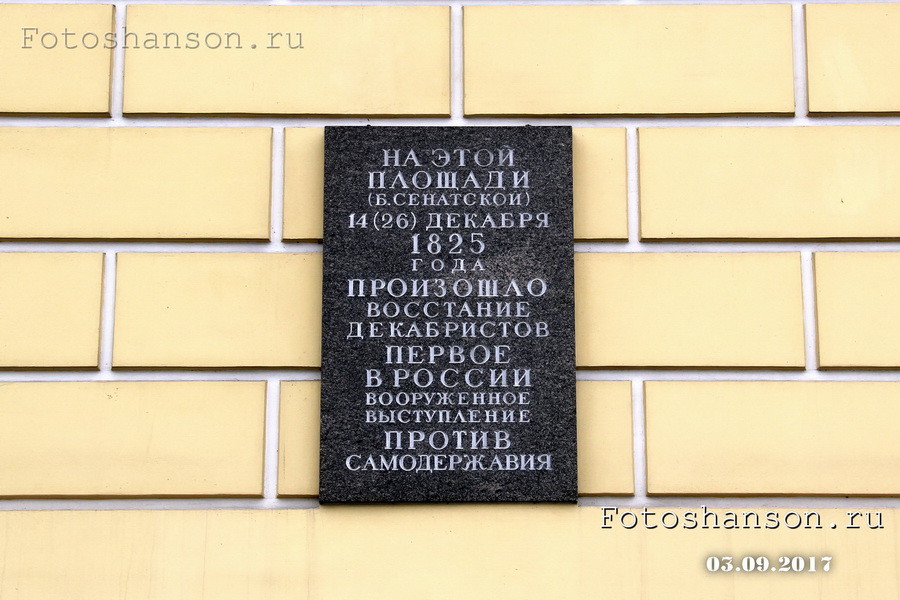 Fotoshanson.ru
НА ЭТОЙ
ПЛОЩАДИ
(Б.СЕНАТСКОЙ)
14 (26) ДЕКАБРЯ
1825
ГОДА
ПРОИЗОШЛО
ВОССТАНИЕ
ДЕКАБРИСТОВ
ПЕРВОЕ
В РОССИИ
ВООРУЖЕННОЕ
ВЫСТУПЛЕНИЕ
ПРОТИВ
САМОДЕРЖАВИЯ
Fotoshanson.ru
03.09.2017